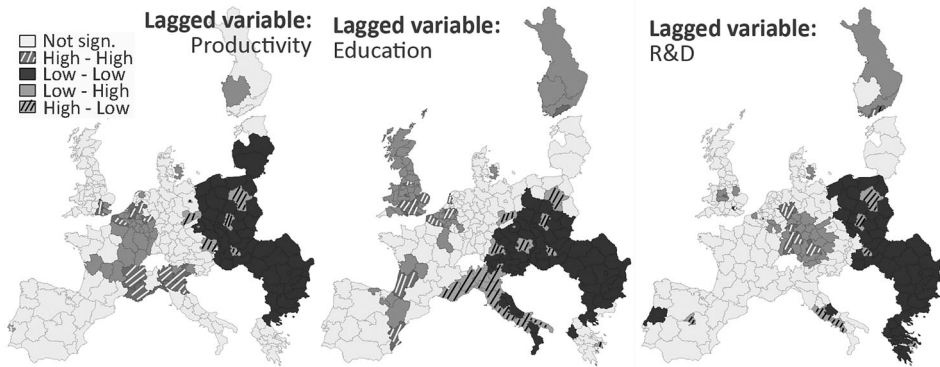 Lagged variable:
Productivity
Lagged variable:
Education
Lagged variable:
R&D
Not sign.
High - High
Low - Low
Low - High
High - Low